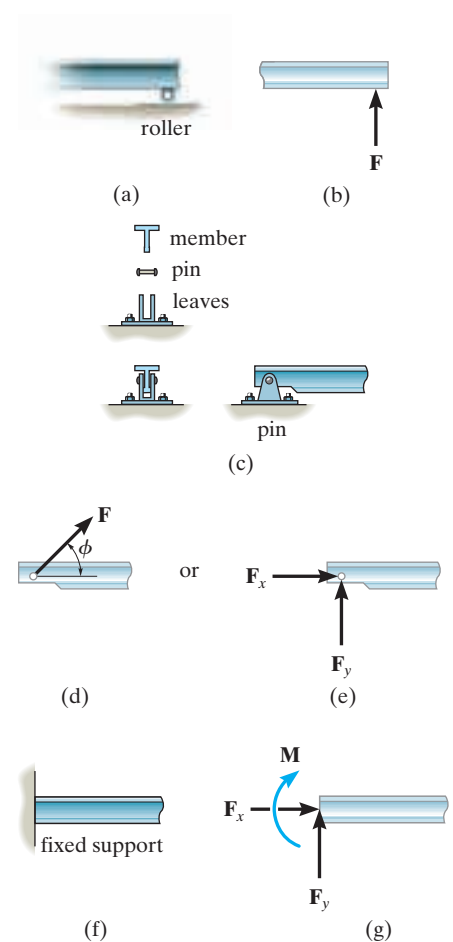 roller
F
(a)
(b)
member
pin
leaves
pin
(c)
F
ϕ
or
Fx
Fy
(d)
(e)
M
Fx
fixed support
Fy
(f)
(g)